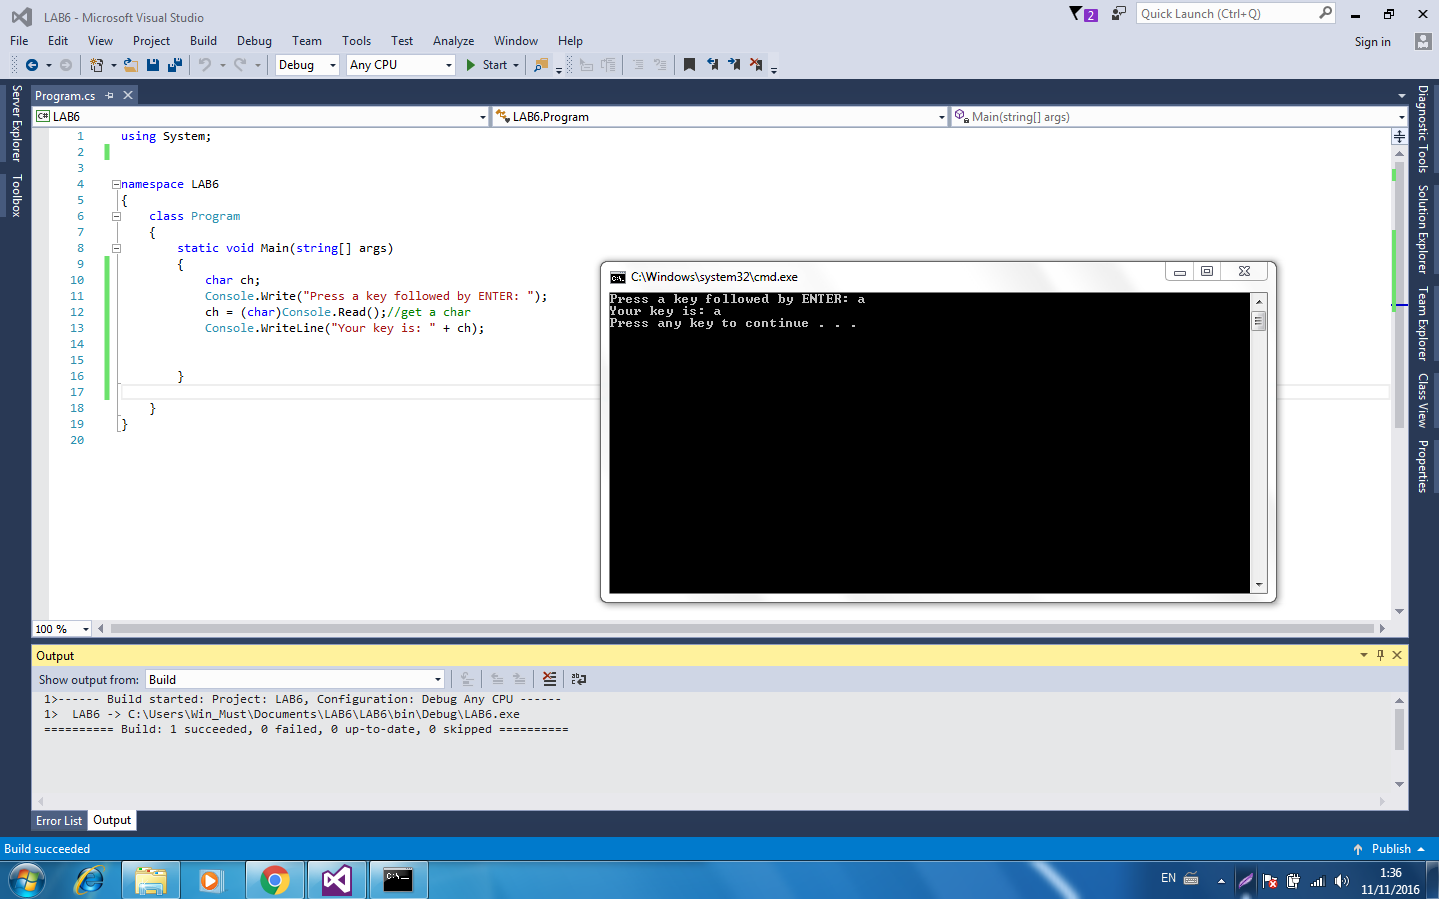 LAB6 - Microsoft Visual Studio
2
Quick Launch (Ctrl+Q)
File Edit View Project Build Debug Team Tools Test Analyze Window Help
Sign in
Debug Any CPU Start
Server Explorer
Toolbox
Program.cs
C# LAB6 LAB6.Program Main(string[] args)
1 using System;
2
3
4 namespace LAB6
5 {
6 class Program
7 {
8 static void Main(string[] args)
9 {
10 char ch;
11 Console.Write("Press a key followed by ENTER: ");
12 ch = (char)Console.Read();//get a char
13 Console.WriteLine("Your key is: " + ch);
14
15
16 }
17
18 }
19 }
20
C:\Windows\system32\cmd.exe
Press a key followed by ENTER: a
Your key is: a
Press any key to continue . . .
Diagnostic Tools
Solution Explorer
Team Explorer
Class View
Properties
100 %
Output
Show output from: Build
1>------ Build started: Project: LAB6, Configuration: Debug Any CPU ------
1>  LAB6 -> C:\Users\Win_Must\Documents\LAB6\LAB6\bin\Debug\LAB6.exe
========== Build: 1 succeeded, 0 failed, 0 up-to-date, 0 skipped ==========
Error List Output
Build succeeded
Publish
EN
1:36
11/11/2016